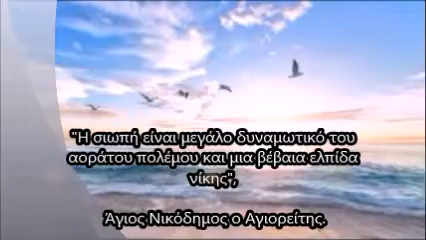 "Η σιωπή είναι μεγάλο δυναμωτικό του
αοράτου πολέμου και μια βέβαια ελπίδα
νίκης",
Άγιος Νικόδημος ο Αγιορείτης.